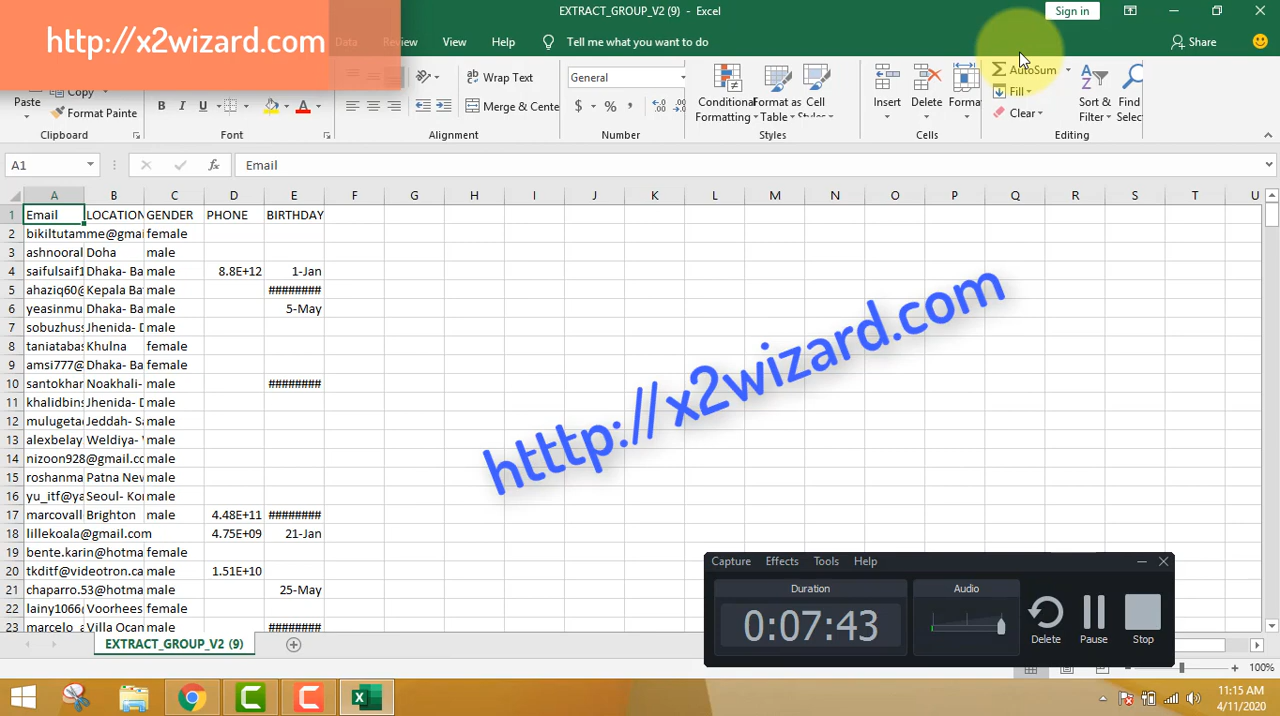 http://x2wizard.com
EXTRACT_GROUP_V2 (9) - Excel
Sign in
Data Review View Help Tell me what you want to do
Share
Paste
Copy
Format Painte
Clipboard
B I U
Font
Wrap Text
Merge & Cente
Alignment
General
$ % ,
Number
Conditional Formatting
Format as Table
Cell Styles
Styles
Insert
Delete
Forma
Cells
AutoSum
Fill
Clear
Sort & Filter
Find Selec
Editing
A1
fx
Email
A B C D E F G H I J K L M N O P Q R S T U
1 Email LOCATION GENDER PHONE BIRTHDAY
2 bikiltutamme@gmai female
3 ashnooral Doha male
4 saifulsaif1 Dhaka- Ba male 8.8E+12 1-Jan
5 ahaziq60@ Kepala Ba male ########
6 yeasinmu Dhaka- Ba male 5-May
7 sobuzhuss Jhenida- D male
8 taniatabas Khulna female
9 amsi777@ Dhaka- Ba female
10 santokhar Noakhali- male ########
11 khalidbins Jhenida- D male
12 mulugeta Jeddah- Sa male
13 alexbelay Weldiya- male
14 nizoon928@gmail.co male
15 roshanma Patna New male
16 yu_itf@ya Seoul- Kor male
17 marcovall Brighton male 4.48E+11 ########
18 lillekoala@gmail.com 4.75E+09 21-Jan
19 bente.karin@hotma female
20 tkditf@videotron.ca male 1.51E+10
21 chaparro.53@hotma male 25-May
22 lainy1066@ Voorhees female
23 marcelo_a Villa Ocan male ########
htttp://x2wizard.com
EXTRACT_GROUP_V2 (9)
Capture Effects Tools Help
Duration
0:07:43
Audio
Delete
Pause
Stop
100%
11:15 AM
4/11/2020